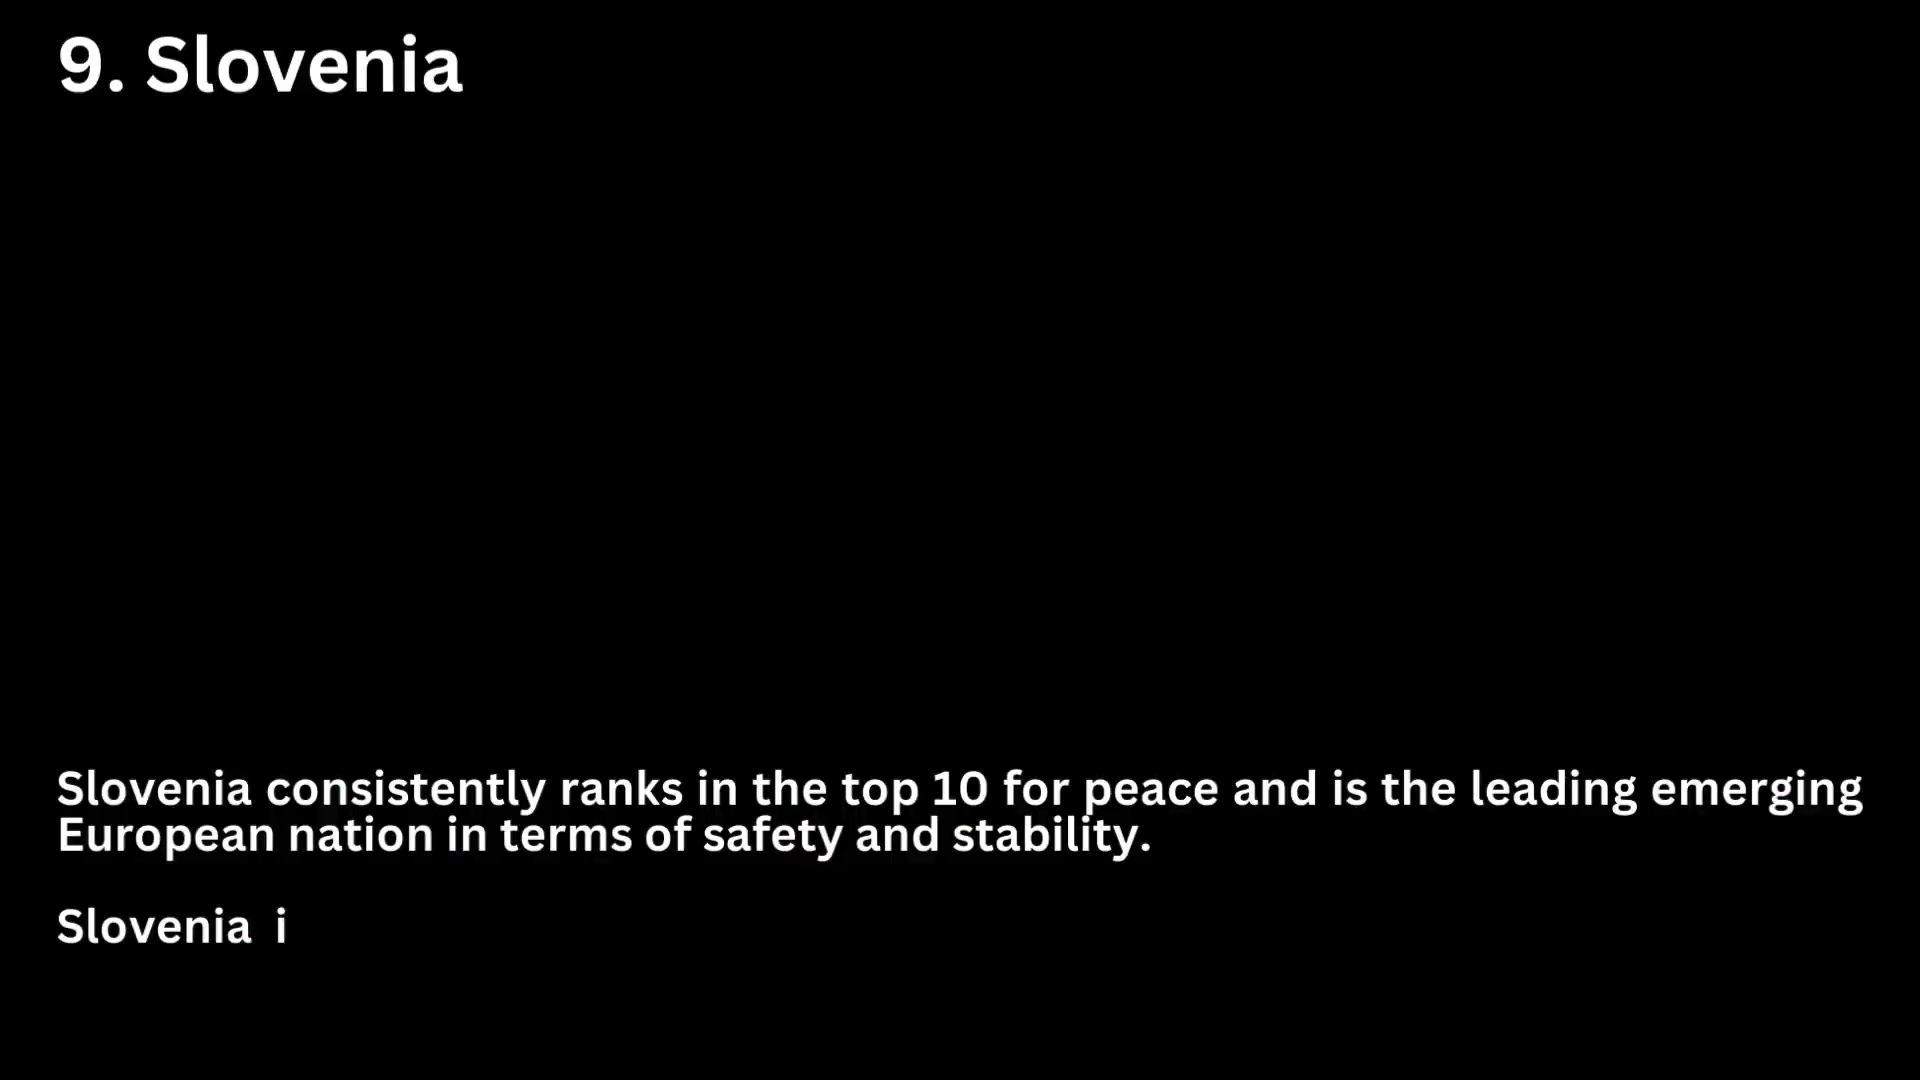 9. Slovenia
Slovenia consistently ranks in the top 10 for peace and is the leading emerging
European nation in terms of safety and stability.
Slovenia i